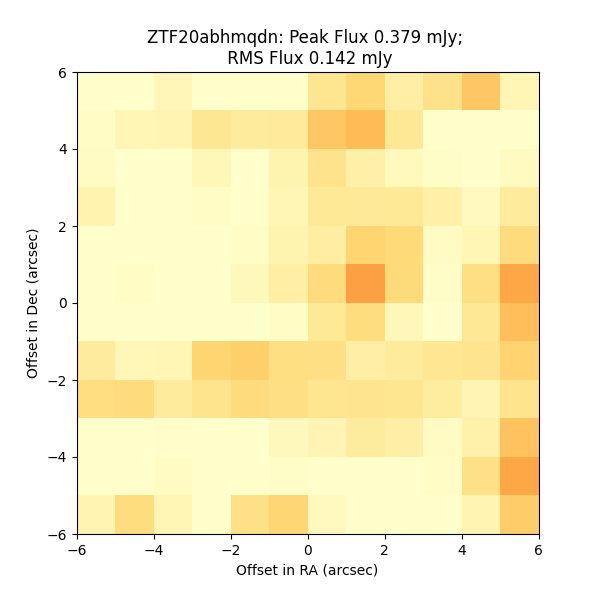 ZTF20abhmqdn: Peak Flux 0.379 mJy;
RMS Flux 0.142 mJy
6
4
2
0
−2
−4
−6
Offset in Dec (arcsec)
−6 −4 −2 0 2 4 6
Offset in RA (arcsec)